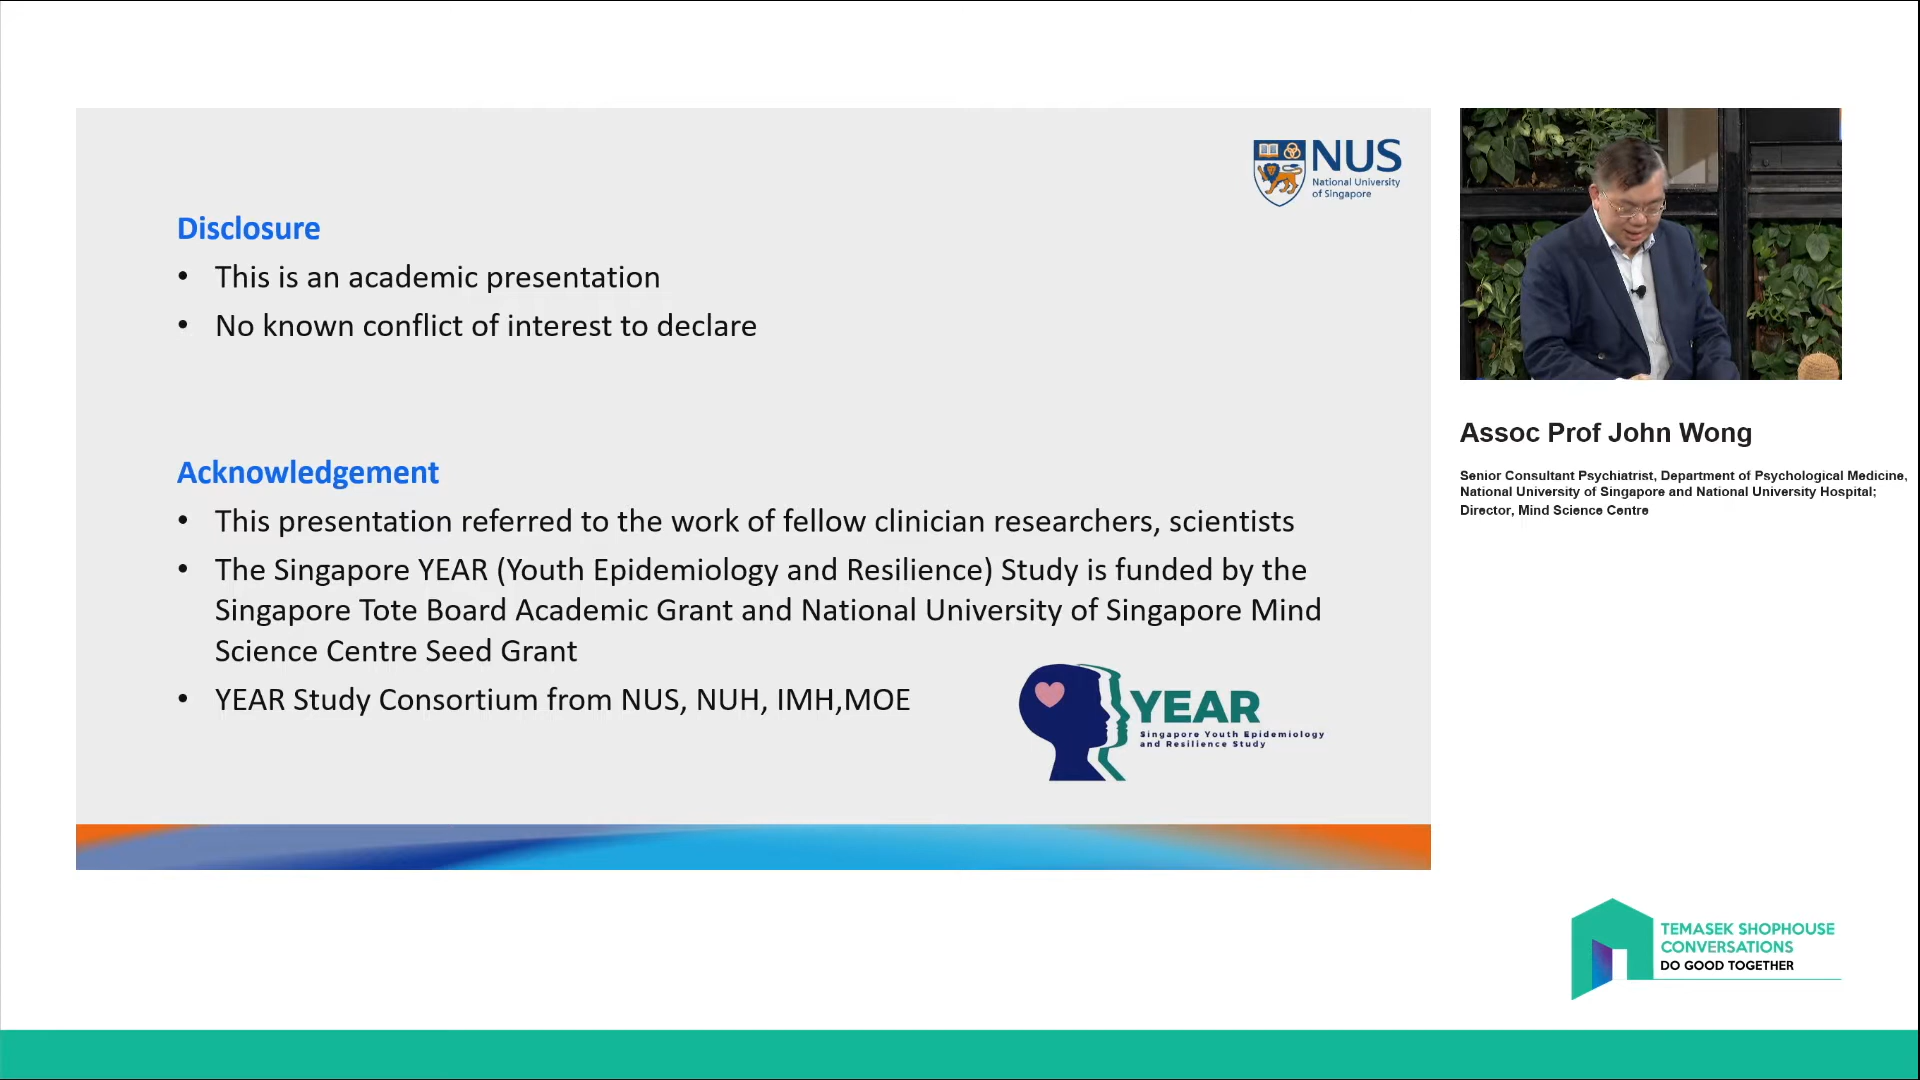 NUS
National University
of Singapore
Disclosure
• This is an academic presentation
• No known conflict of interest to declare
Acknowledgement
• This presentation referred to the work of fellow clinician researchers, scientists
• The Singapore YEAR (Youth Epidemiology and Resilience) Study is funded by the
Singapore Tote Board Academic Grant and National University of Singapore Mind
Science Centre Seed Grant
• YEAR Study Consortium from NUS, NUH, IMH,MOE
YEAR
Singapore Youth Epidemiology
and Resilience Study
Assoc Prof John Wong
Senior Consultant Psychiatrist, Department of Psychological Medicine,
National University of Singapore and National University Hospital;
Director, Mind Science Centre
TEMASEK SHOPHOUSE
CONVERSATIONS
DO GOOD TOGETHER